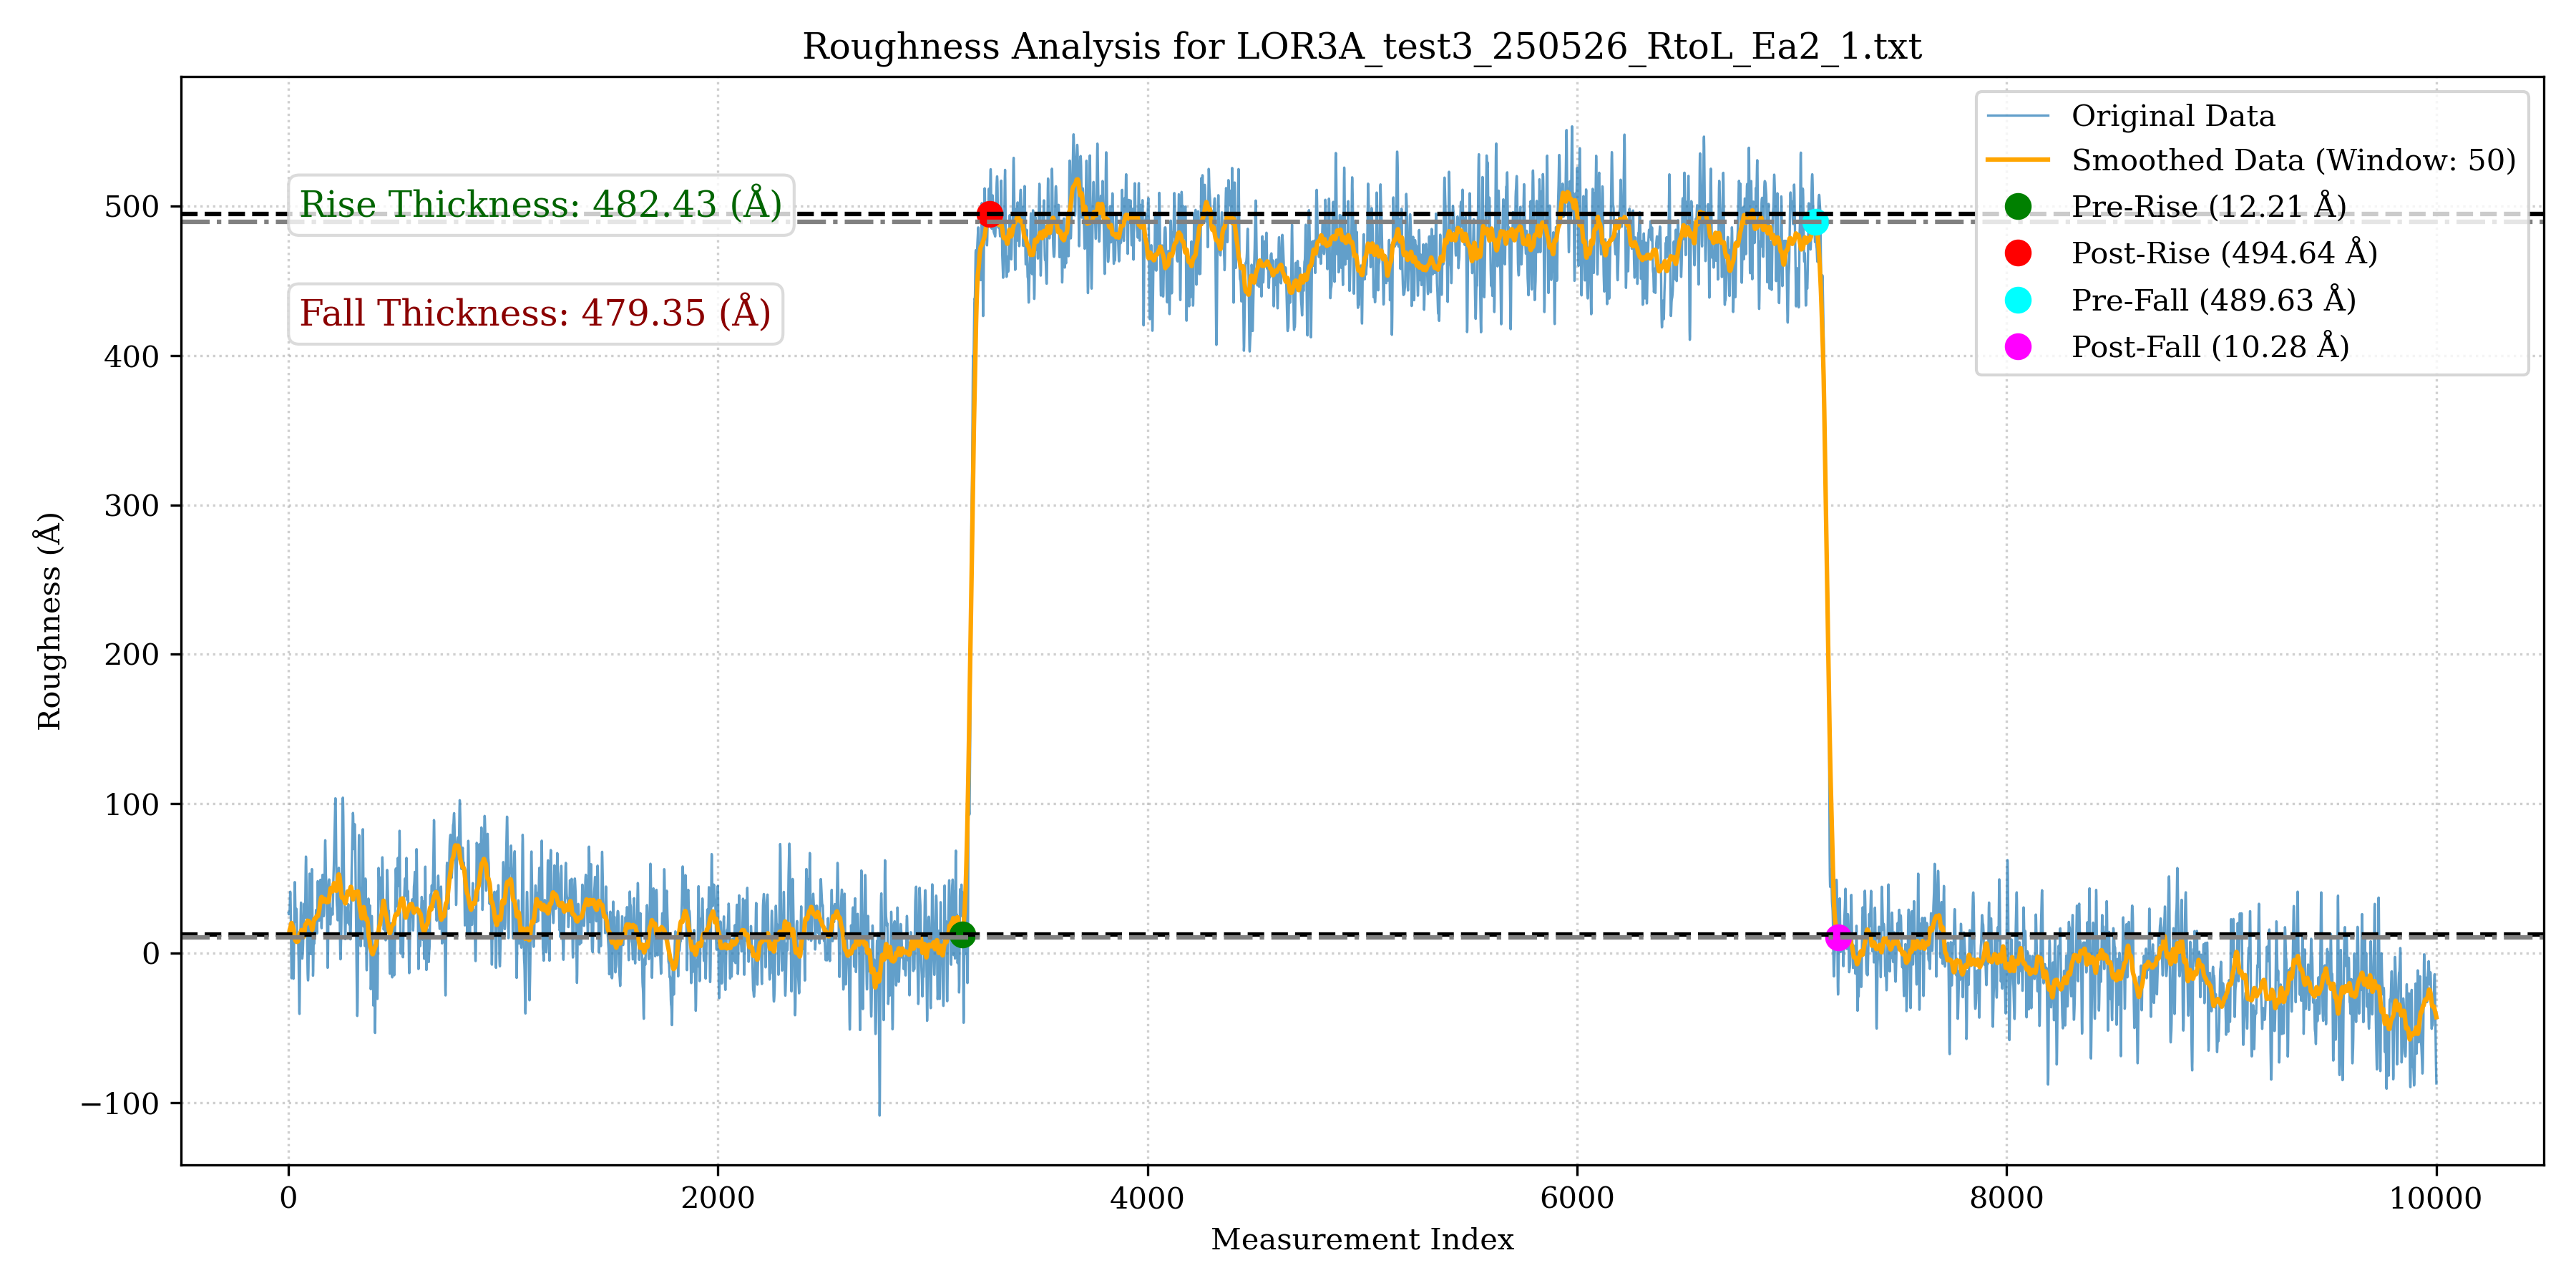 Roughness Analysis for LOR3A_test3_250526_RtoL_Ea2_1.txt
Original Data
Smoothed Data (Window: 50)
Pre-Rise (12.21 Å)
Post-Rise (494.64 Å)
Pre-Fall (489.63 Å)
Post-Fall (10.28 Å)
Rise Thickness: 482.43 (Å)
Fall Thickness: 479.35 (Å)
Roughness (Å)
500
400
300
200
100
0
−100
0 2000 4000 6000 8000 10000
Measurement Index